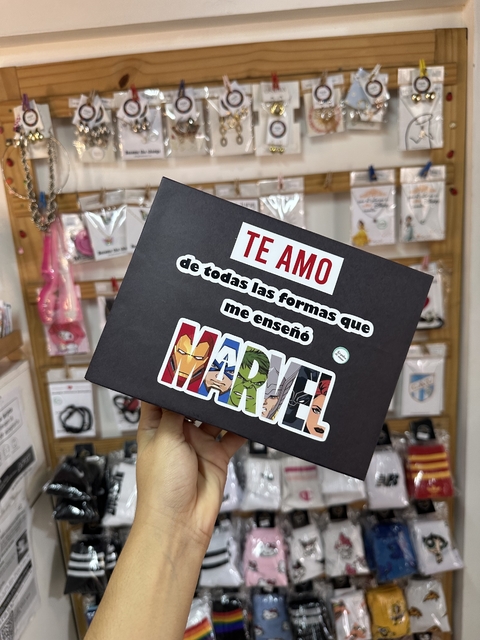 TE AMO
de todas las formas que
me enseñó
MARVEL